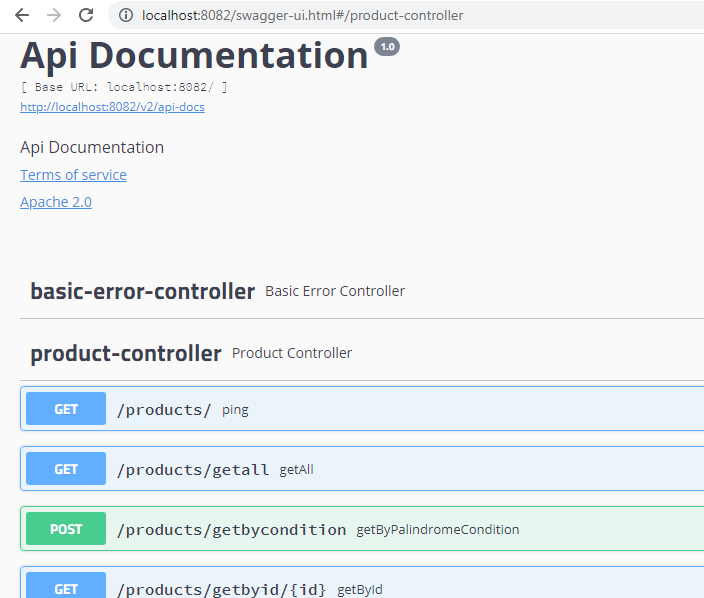 localhost:8082/swagger-ui.html#/product-controller
Api Documentation 1.0
[ Base URL: localhost:8082/ ]
http://localhost:8082/v2/api-docs
Api Documentation
Terms of service
Apache 2.0
basic-error-controller Basic Error Controller
product-controller Product Controller
GET /products/ ping
GET /products/getall getAll
POST /products/getbycondition getByPalindromeCondition
GET /products/getbyid/{id} getById